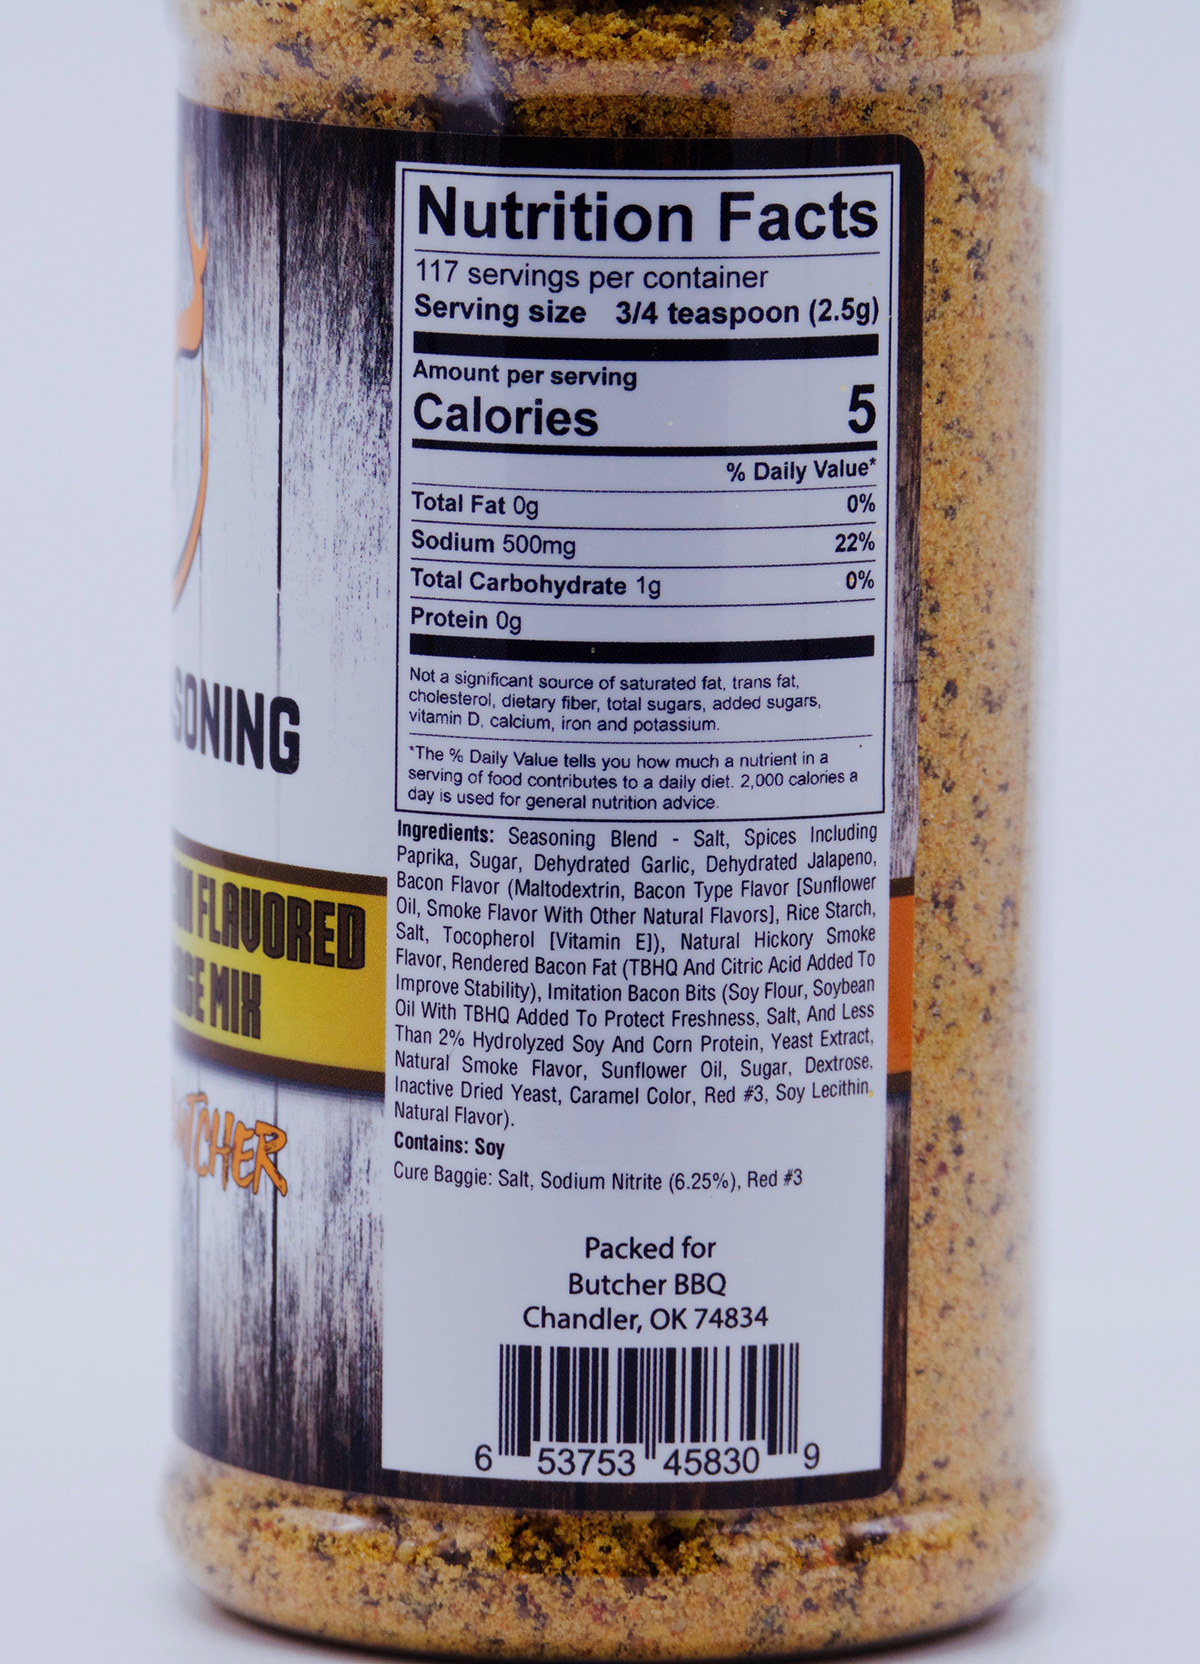 Nutrition Facts
117 servings per container
Serving size 3/4 teaspoon (2.5g)
Amount per serving
Calories 5
% Daily Value*
Total Fat 0g 0%
Sodium 500mg 22%
Total Carbohydrate 1g 0%
Protein 0g
Not a significant source of saturated fat, trans fat,
cholesterol, dietary fiber, total sugars, added sugars,
vitamin D, calcium, iron and potassium.
*The % Daily Value tells you how much a nutrient in a
serving of food contributes to a daily diet. 2,000 calories a
day is used for general nutrition advice.
Ingredients: Seasoning Blend - Salt, Spices Including
Paprika, Sugar, Dehydrated Garlic, Dehydrated Jalapeno,
Bacon Flavor (Maltodextrin, Bacon Type Flavor [Sunflower
Oil, Smoke Flavor With Other Natural Flavors], Rice Starch,
Salt, Tocopherol [Vitamin E]), Natural Hickory Smoke
Flavor, Rendered Bacon Fat (TBHQ And Citric Acid Added To
Improve Stability), Imitation Bacon Bits (Soy Flour, Soybean
Oil With TBHQ Added To Protect Freshness, Salt, And Less
Than 2% Hydrolyzed Soy And Corn Protein, Yeast Extract,
Natural Smoke Flavor, Sunflower Oil, Sugar, Dextrose,
Inactive Dried Yeast, Caramel Color, Red #3, Soy Lecithin,
Natural Flavor).
Contains: Soy
Cure Baggie: Salt, Sodium Nitrite (6.25%), Red #3
Packed for
Butcher BBQ
Chandler, OK 74834
6 53753 45830 9
SONING
FLAVORED
MIX
TCHER